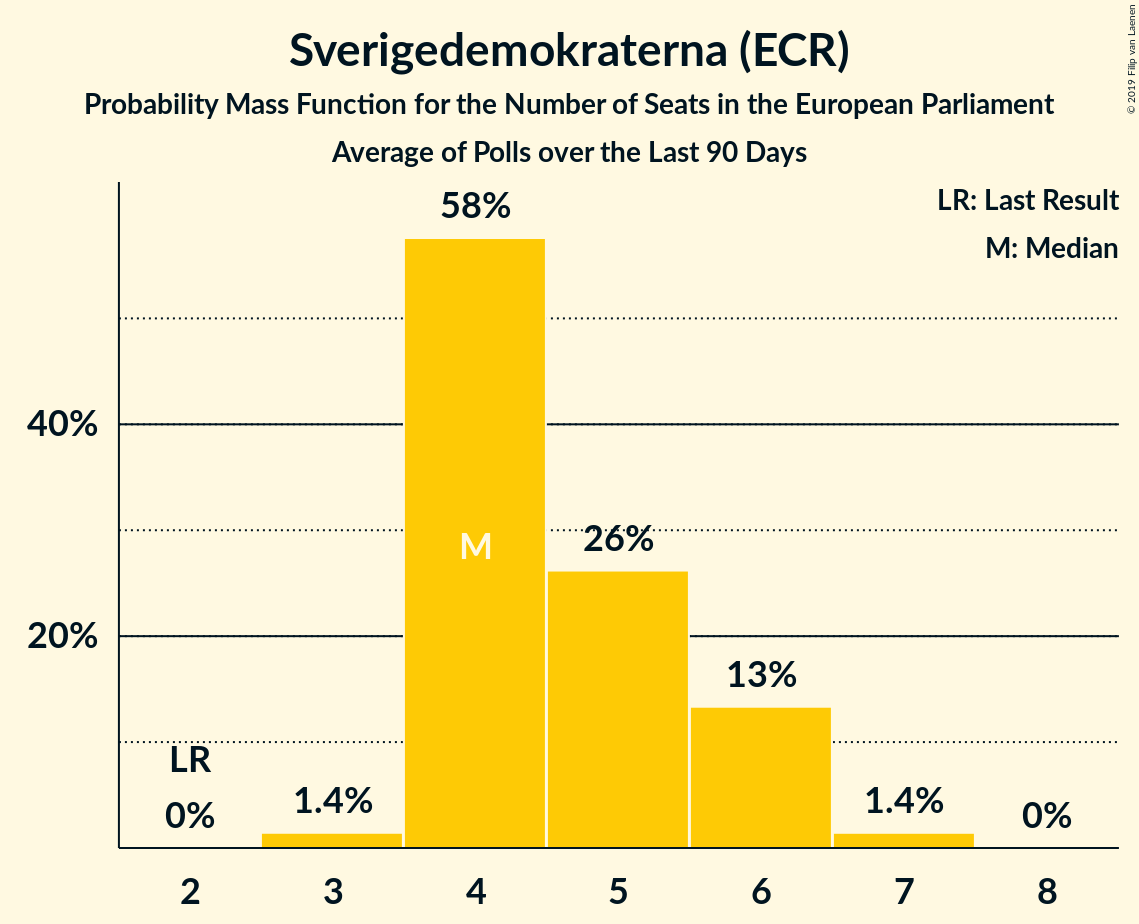 Sverigedemokraterna (ECR)
Probability Mass Function for the Number of Seats in the European Parliament
Average of Polls over the Last 90 Days
© 2019 Filip van Laenen
LR: Last Result
M: Median
58%
40%
M
26%
20%
13%
LR
0%
1.4%
1.4%
0%
2 3 4 5 6 7 8